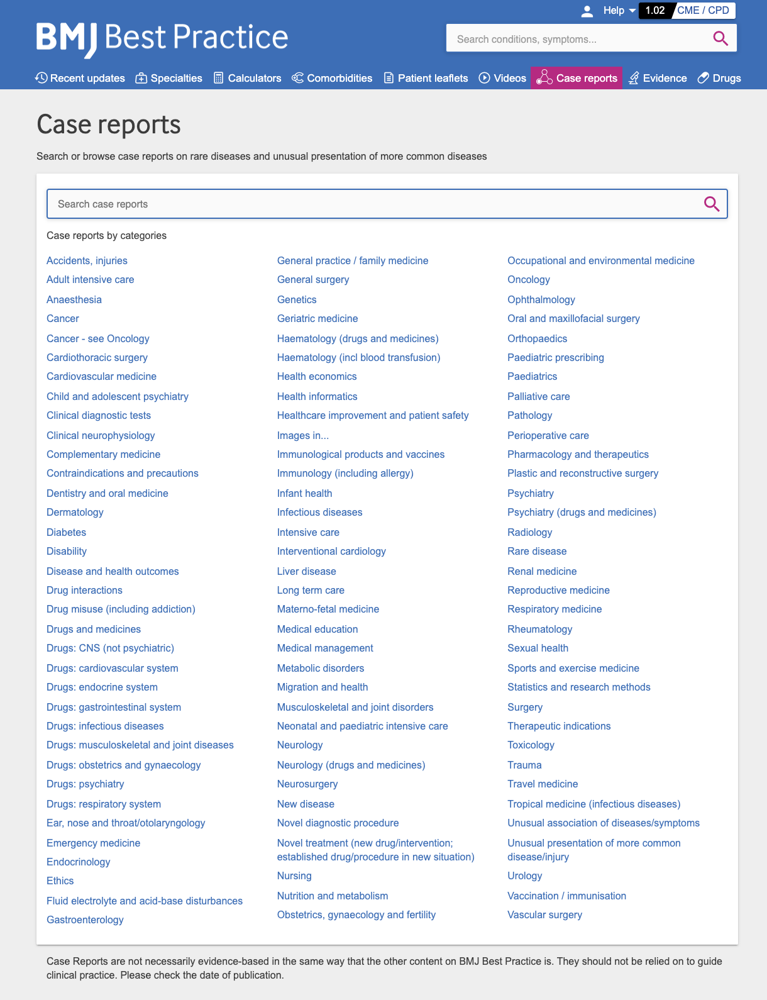 Help
1.02 CME / CPD
BMJ Best Practice
Search conditions, symptoms...
Recent updates Specialties Calculators Comorbidities Patient leaflets Videos Case reports Evidence Drugs
Case reports
Search or browse case reports on rare diseases and unusual presentation of more common diseases
Search case reports
Case reports by categories
Accidents, injuries
Adult intensive care
Anaesthesia
Cancer
Cancer - see Oncology
Cardiothoracic surgery
Cardiovascular medicine
Child and adolescent psychiatry
Clinical diagnostic tests
Clinical neurophysiology
Complementary medicine
Contraindications and precautions
Dentistry and oral medicine
Dermatology
Diabetes
Disability
Disease and health outcomes
Drug interactions
Drug misuse (including addiction)
Drugs and medicines
Drugs: CNS (not psychiatric)
Drugs: cardiovascular system
Drugs: endocrine system
Drugs: gastrointestinal system
Drugs: infectious diseases
Drugs: musculoskeletal and joint diseases
Drugs: obstetrics and gynaecology
Drugs: psychiatry
Drugs: respiratory system
Ear, nose and throat/otolaryngology
Emergency medicine
Endocrinology
Ethics
Fluid electrolyte and acid-base disturbances
Gastroenterology
General practice / family medicine
General surgery
Genetics
Geriatric medicine
Haematology (drugs and medicines)
Haematology (incl blood transfusion)
Health economics
Health informatics
Healthcare improvement and patient safety
Images in...
Immunological products and vaccines
Immunology (including allergy)
Infant health
Infectious diseases
Intensive care
Interventional cardiology
Liver disease
Long term care
Materno-fetal medicine
Medical education
Medical management
Metabolic disorders
Migration and health
Musculoskeletal and joint disorders
Neonatal and paediatric intensive care
Neurology
Neurology (drugs and medicines)
Neurosurgery
New disease
Novel diagnostic procedure
Novel treatment (new drug/intervention;
established drug/procedure in new situation)
Nursing
Nutrition and metabolism
Obstetrics, gynaecology and fertility
Occupational and environmental medicine
Oncology
Ophthalmology
Oral and maxillofacial surgery
Orthopaedics
Paediatric prescribing
Paediatrics
Palliative care
Pathology
Perioperative care
Pharmacology and therapeutics
Plastic and reconstructive surgery
Psychiatry
Psychiatry (drugs and medicines)
Radiology
Rare disease
Renal medicine
Reproductive medicine
Respiratory medicine
Rheumatology
Sexual health
Sports and exercise medicine
Statistics and research methods
Surgery
Therapeutic indications
Toxicology
Trauma
Travel medicine
Tropical medicine (infectious diseases)
Unusual association of diseases/symptoms
Unusual presentation of more common
disease/injury
Urology
Vaccination / immunisation
Vascular surgery
Case Reports are not necessarily evidence-based in the same way that the other content on BMJ Best Practice is. They should not be relied on to guide
clinical practice. Please check the date of publication.